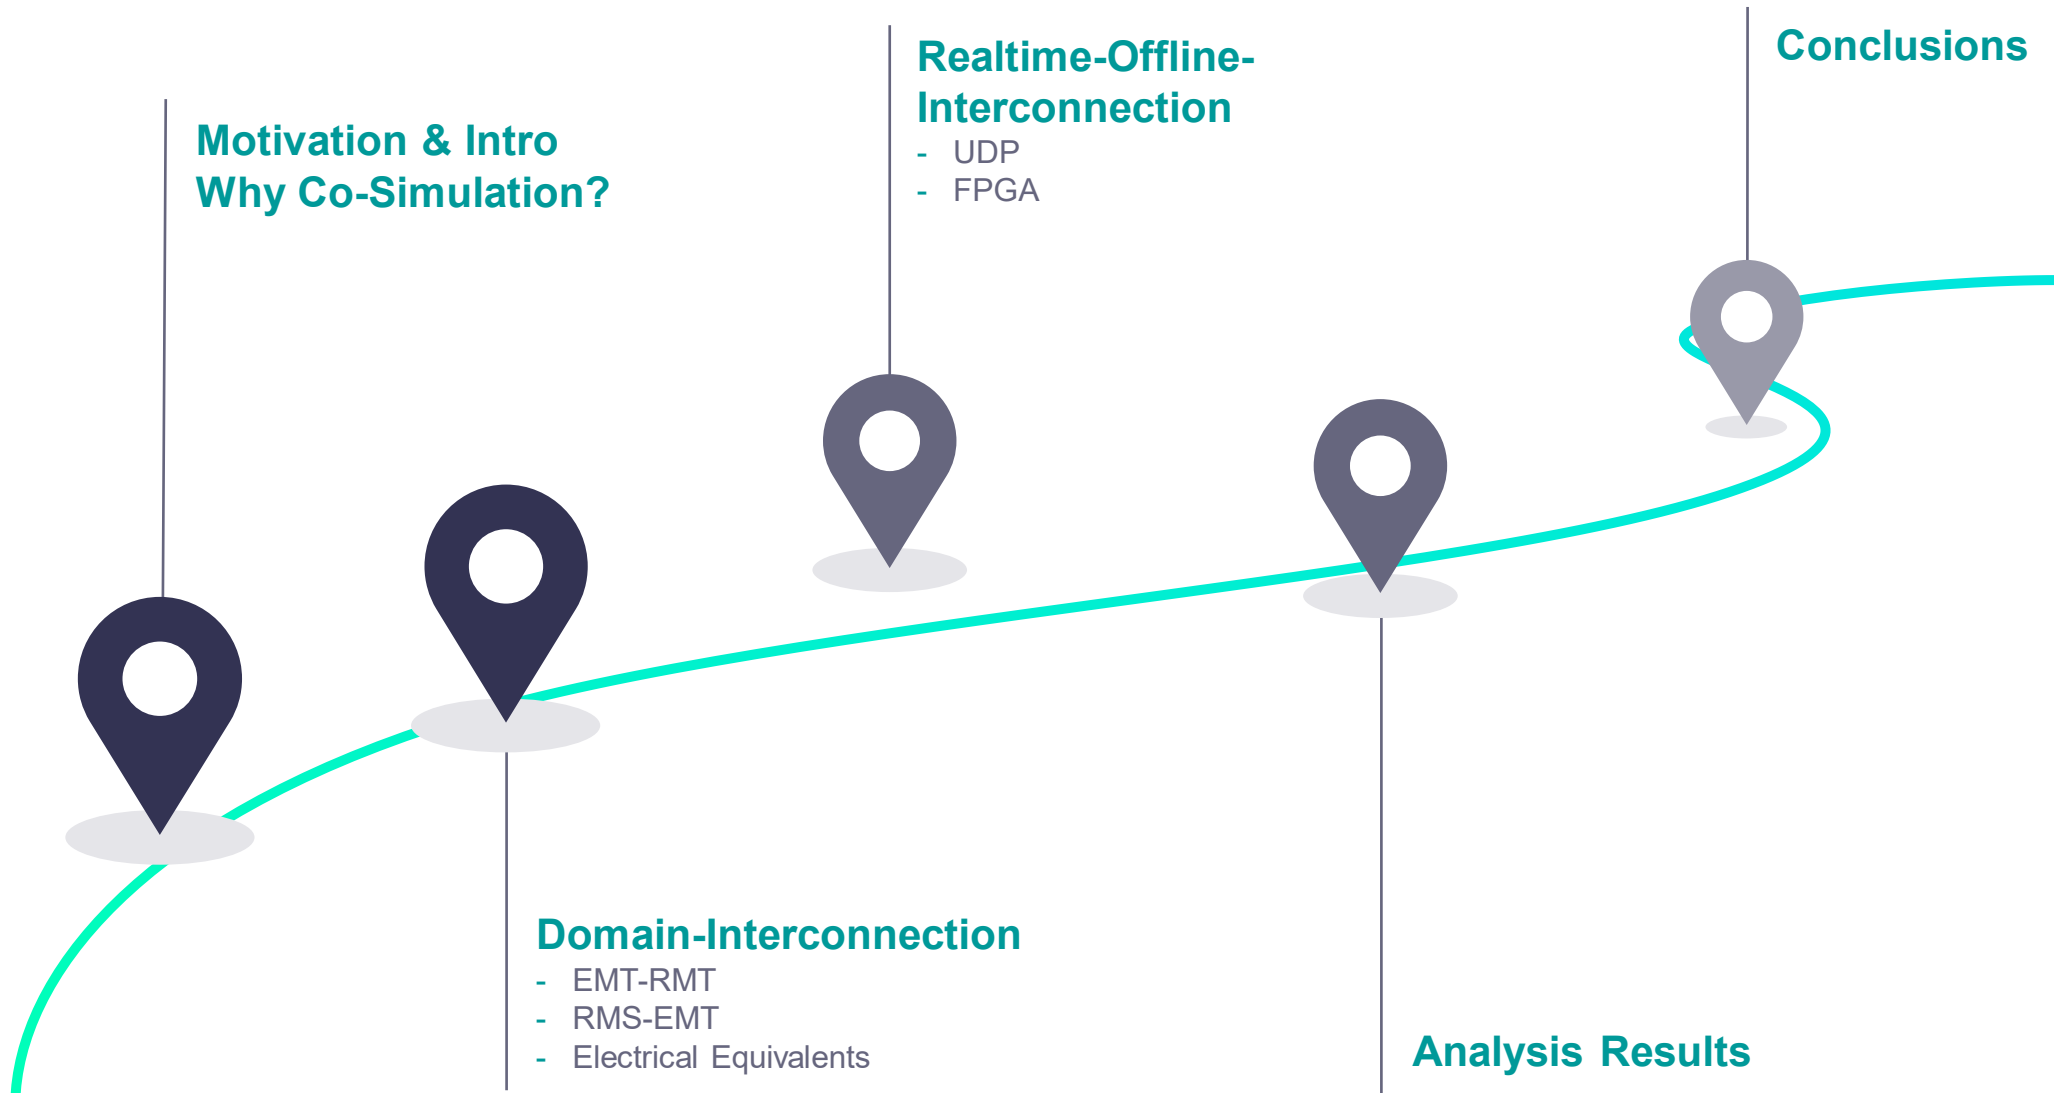 Motivation & Intro
Why Co-Simulation?
Domain-Interconnection
- EMT-RMT
- RMS-EMT
- Electrical Equivalents
Realtime-Offline-
Interconnection
- UDP
- FPGA
Analysis Results
Conclusions